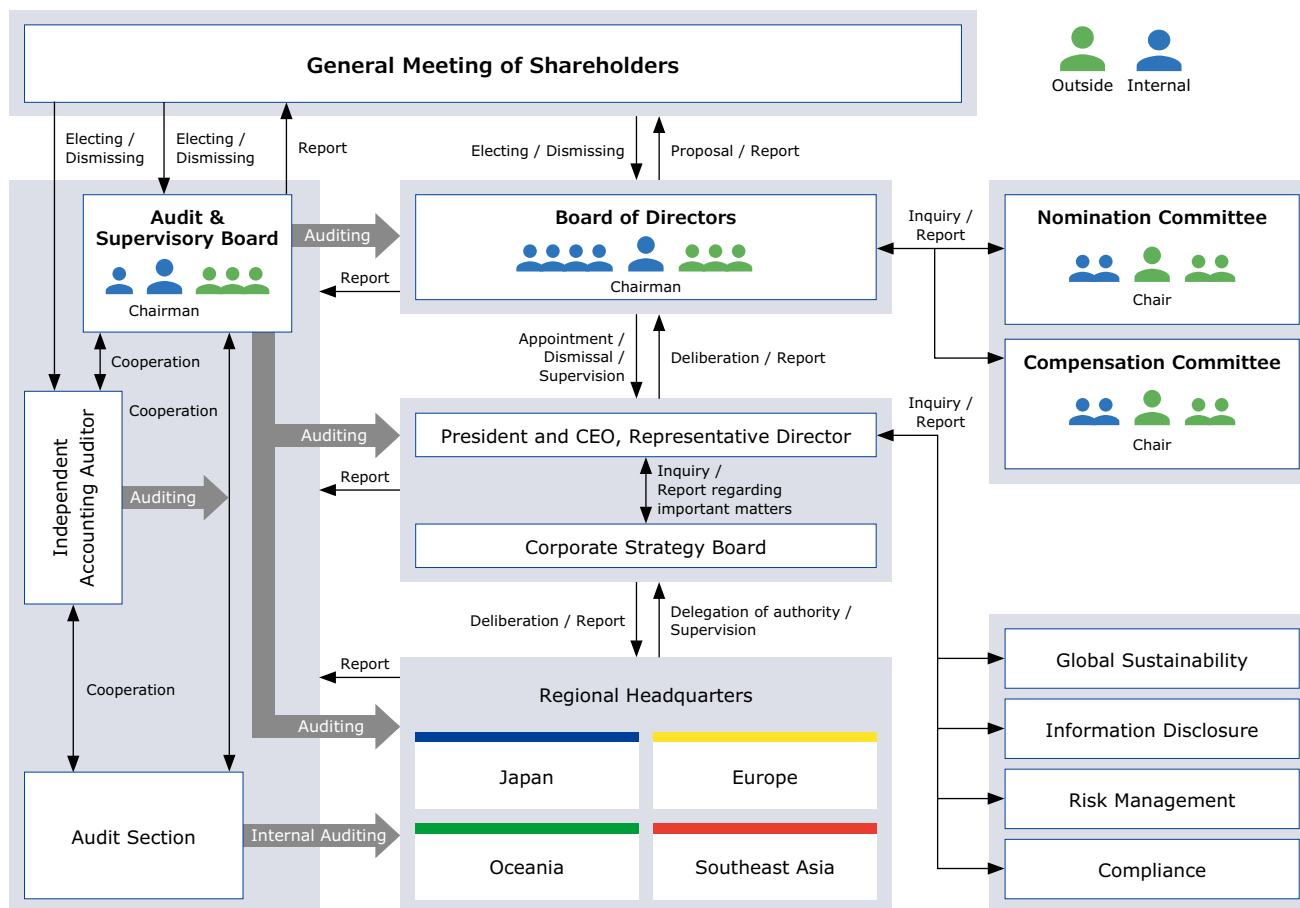 General Meeting of Shareholders
Outside
Internal
Electing /
Dismissing
Electing /
Dismissing
Report
Electing / Dismissing
Proposal / Report
Audit &
Supervisory Board
Chairman
Auditing
Report
Board of Directors
Chairman
Inquiry /
Report
Nomination Committee
Chair
Compensation Committee
Chair
Cooperation
Cooperation
Appointment /
Dismissal /
Supervision
Deliberation / Report
Independent
Accounting Auditor
Auditing
Auditing
Report
President and CEO, Representative Director
Inquiry /
Report regarding
important matters
Corporate Strategy Board
Inquiry /
Report
Deliberation / Report
Delegation of authority /
Supervision
Cooperation
Report
Auditing
Regional Headquarters
Japan
Europe
Oceania
Southeast Asia
Audit Section
Internal Auditing
Global Sustainability
Information Disclosure
Risk Management
Compliance